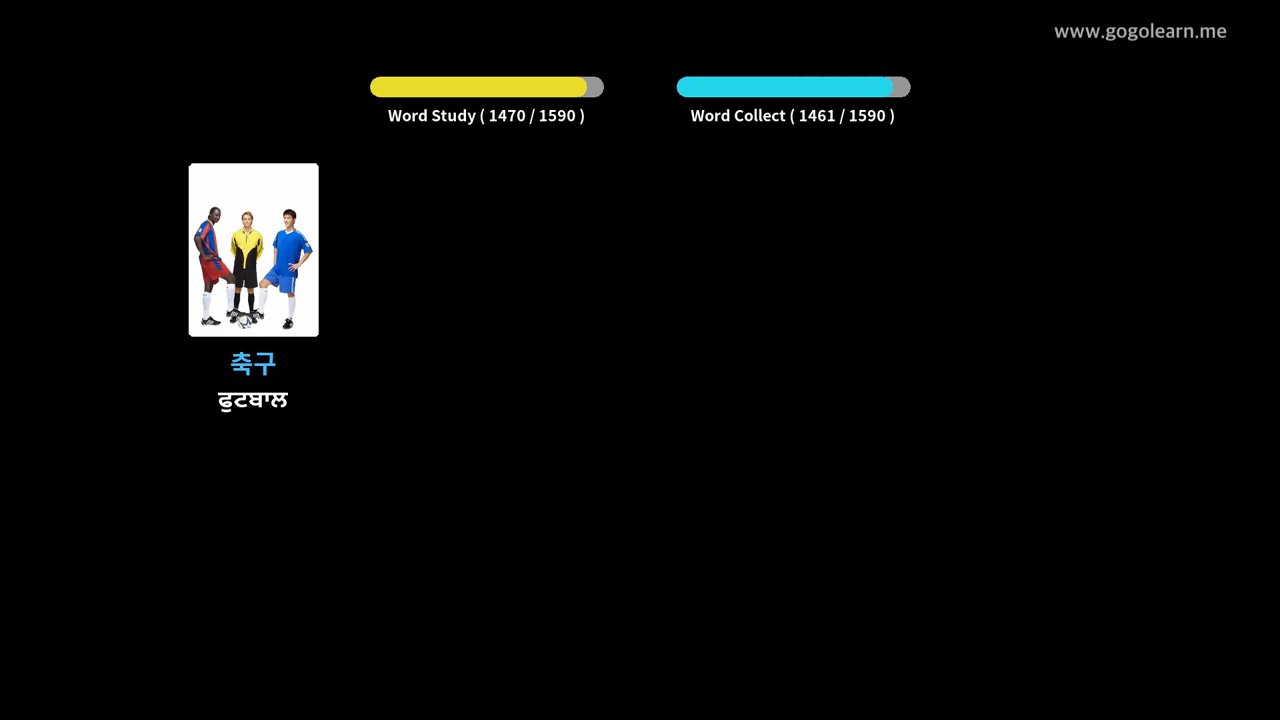 www.gogolearn.me
Word Study ( 1470 / 1590 )
Word Collect ( 1461 / 1590 )
축구
ਫੁਟਬਾਲ